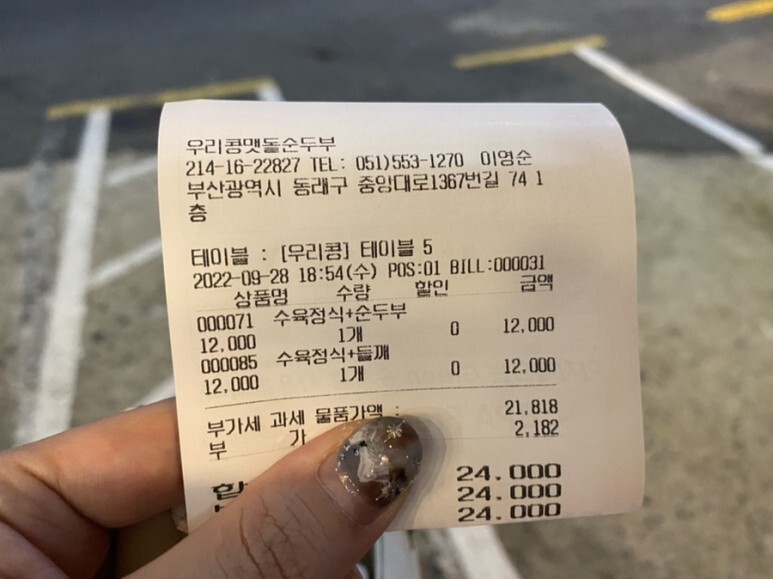 우리콩맷돌순두부
214-16-22827 TEL: 051)553-1270 이영순
부산광역시 동래구 중앙대로1367번길 74 1
층
테이블 : [우리콩] 테이블 5
2022-09-28 18:54(수) POS:01 BILL:000031
상품명 수량 할인 금액
000071 수육정식+순두부
12,000 1개 0 12,000
000085 수육정식+들깨
12,000 1개 0 12,000
부가세 과세 물품가액 : 21,818
부 가 2,182
합 24.000
24.000
24.000